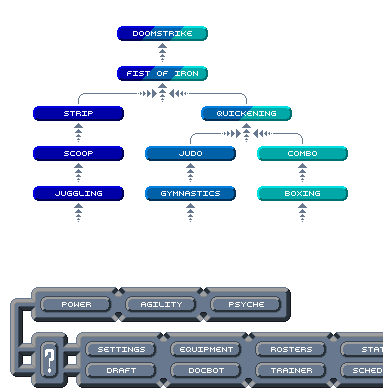 DOOMSTRIKE
FIST OF IRON
STRIP QUICKENING
SCOOP JUDO COMBO
JUGGLING GYMNASTICS BOXING
POWER AGILITY PSYCHE
? SETTINGS EQUIPMENT ROSTERS STAT
DRAFT DOCBOT TRAINER SCHED